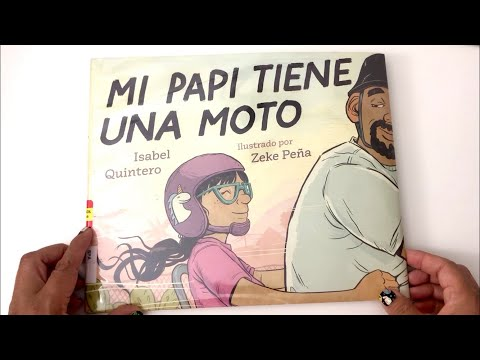 MI PAPI TIENE
UNA MOTO
Isabel
Quintero
ilustrado por
Zeke Peña